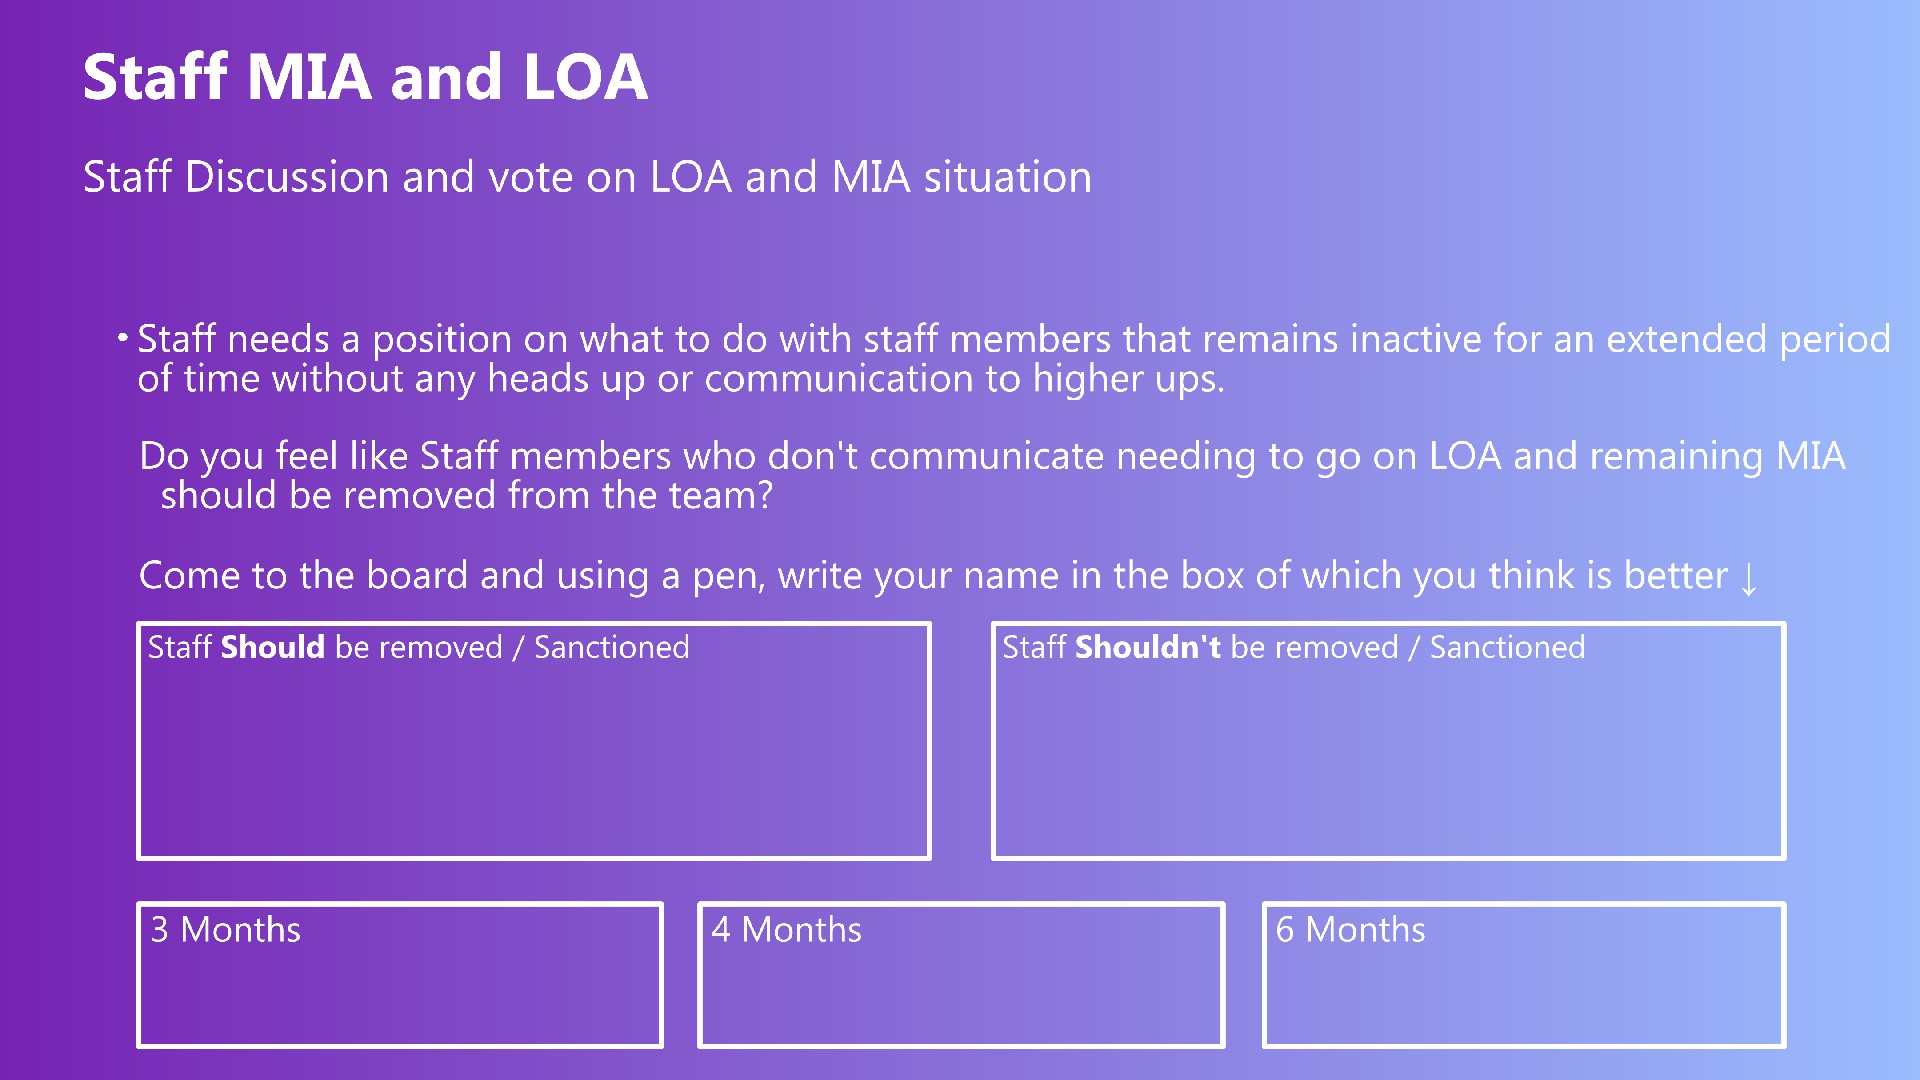 Staff MIA and LOA
Staff Discussion and vote on LOA and MIA situation
• Staff needs a position on what to do with staff members that remains inactive for an extended period
of time without any heads up or communication to higher ups.
Do you feel like Staff members who don't communicate needing to go on LOA and remaining MIA
should be removed from the team?
Come to the board and using a pen, write your name in the box of which you think is better ↓
Staff Should be removed / Sanctioned
Staff Shouldn't be removed / Sanctioned
3 Months
4 Months
6 Months